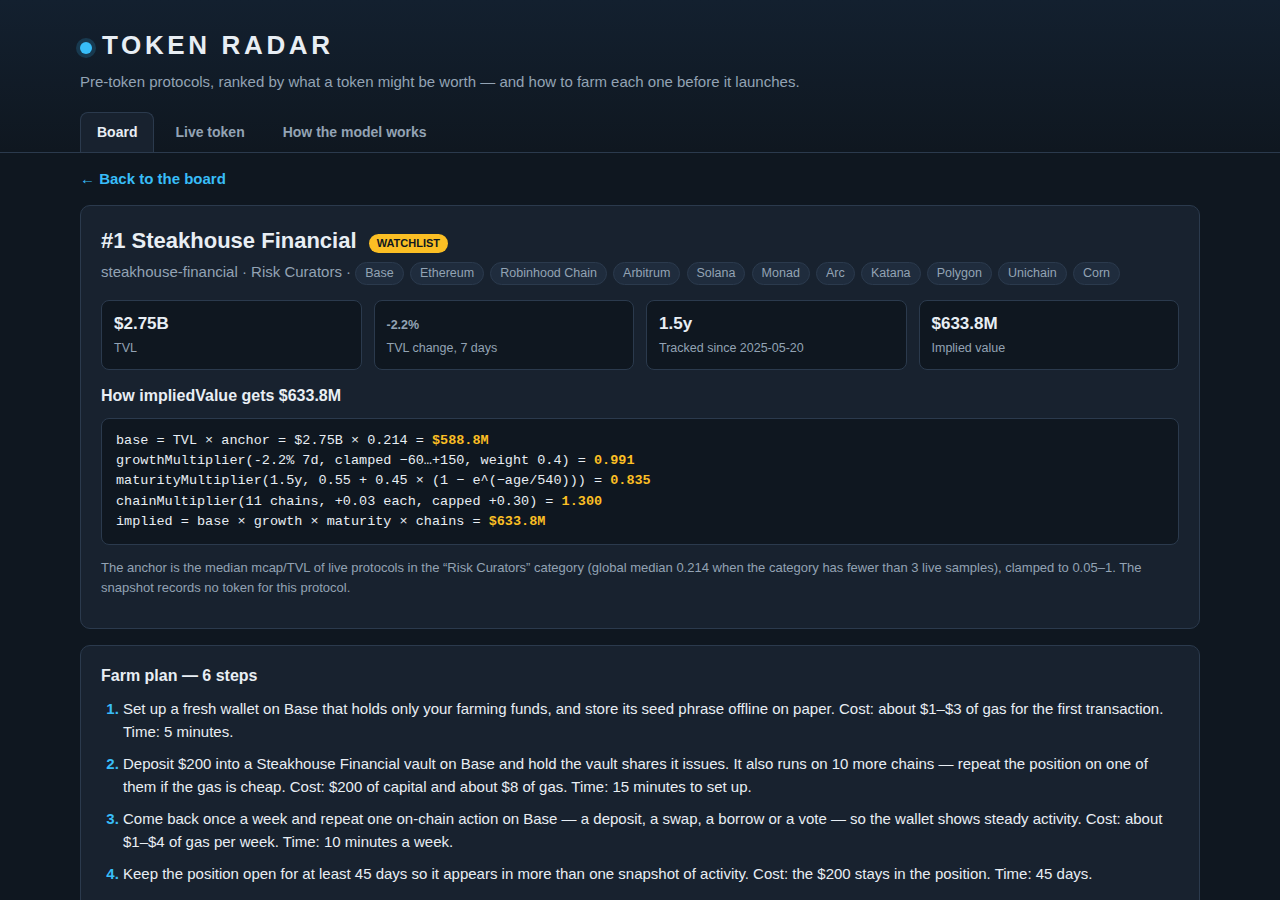 TOKEN RADAR
Pre-token protocols, ranked by what a token might be worth — and how to farm each one before it launches.
Board Live token How the model works
← Back to the board
#1 Steakhouse Financial WATCHLIST
steakhouse-financial · Risk Curators · Base Ethereum Robinhood Chain Arbitrum Solana Monad Arc Katana Polygon Unichain Corn
$2.75B -2.2% 1.5y $633.8M
TVL TVL change, 7 days Tracked since 2025-05-20 Implied value
How impliedValue gets $633.8M
base = TVL × anchor = $2.75B × 0.214 = $588.8M
growthMultiplier(-2.2% 7d, clamped −60…+150, weight 0.4) = 0.991
maturityMultiplier(1.5y, 0.55 + 0.45 × (1 − e^(−age/540))) = 0.835
chainMultiplier(11 chains, +0.03 each, capped +0.30) = 1.300
implied = base × growth × maturity × chains = $633.8M
The anchor is the median mcap/TVL of live protocols in the “Risk Curators” category (global median 0.214 when the category has fewer than 3 live samples), clamped to 0.05–1. The
snapshot records no token for this protocol.
Farm plan — 6 steps
1. Set up a fresh wallet on Base that holds only your farming funds, and store its seed phrase offline on paper. Cost: about $1–$3 of gas for the first transaction.
Time: 5 minutes.
2. Deposit $200 into a Steakhouse Financial vault on Base and hold the vault shares it issues. It also runs on 10 more chains — repeat the position on one of
them if the gas is cheap. Cost: $200 of capital and about $8 of gas. Time: 15 minutes to set up.
3. Come back once a week and repeat one on-chain action on Base — a deposit, a swap, a borrow or a vote — so the wallet shows steady activity. Cost: about
$1–$4 of gas per week. Time: 10 minutes a week.
4. Keep the position open for at least 45 days so it appears in more than one snapshot of activity. Cost: the $200 stays in the position. Time: 45 days.